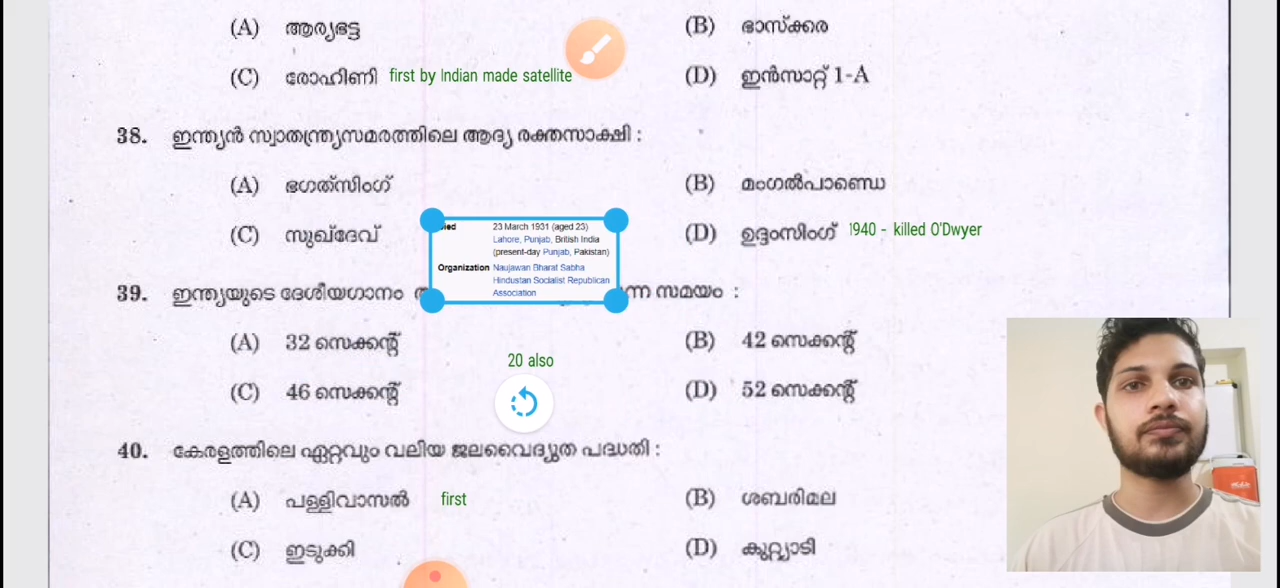 (A) ആര്യഭട്ട (B) ഭാസ്ക്കര
(C) രോഹിണി first by Indian made satellite (D) ഇൻസാറ്റ് 1-A
38. ഇന്ത്യൻ സ്വാതന്ത്ര്യസമരത്തിലെ ആദ്യ രക്തസാക്ഷി :
(A) ഭഗത്സിംഗ് (B) മംഗൽപാണ്ഡെ
(C) സുഖ്ദേവ് (D) ഉദ്ദംസിംഗ് 1940 - killed O'Dwyer
23 March 1931 (aged 23)
Lahore, Punjab, British India
(present-day Punjab, Pakistan)
Organization Naujawan Bharat Sabha
Hindustan Socialist Republican
Association
39. ഇന്ത്യയുടെ ദേശീയഗാനം സമയം :
(A) 32 സെക്കന്റ് (B) 42 സെക്കന്റ്
20 also
(C) 46 സെക്കന്റ് (D) 52 സെക്കന്റ്
40. കേരളത്തിലെ ഏറ്റവും വലിയ ജലവൈദ്യുത പദ്ധതി :
(A) പള്ളിവാസൽ first (B) ശബരിമല
(C) ഇടുക്കി (D) കുറ്റ്യാടി